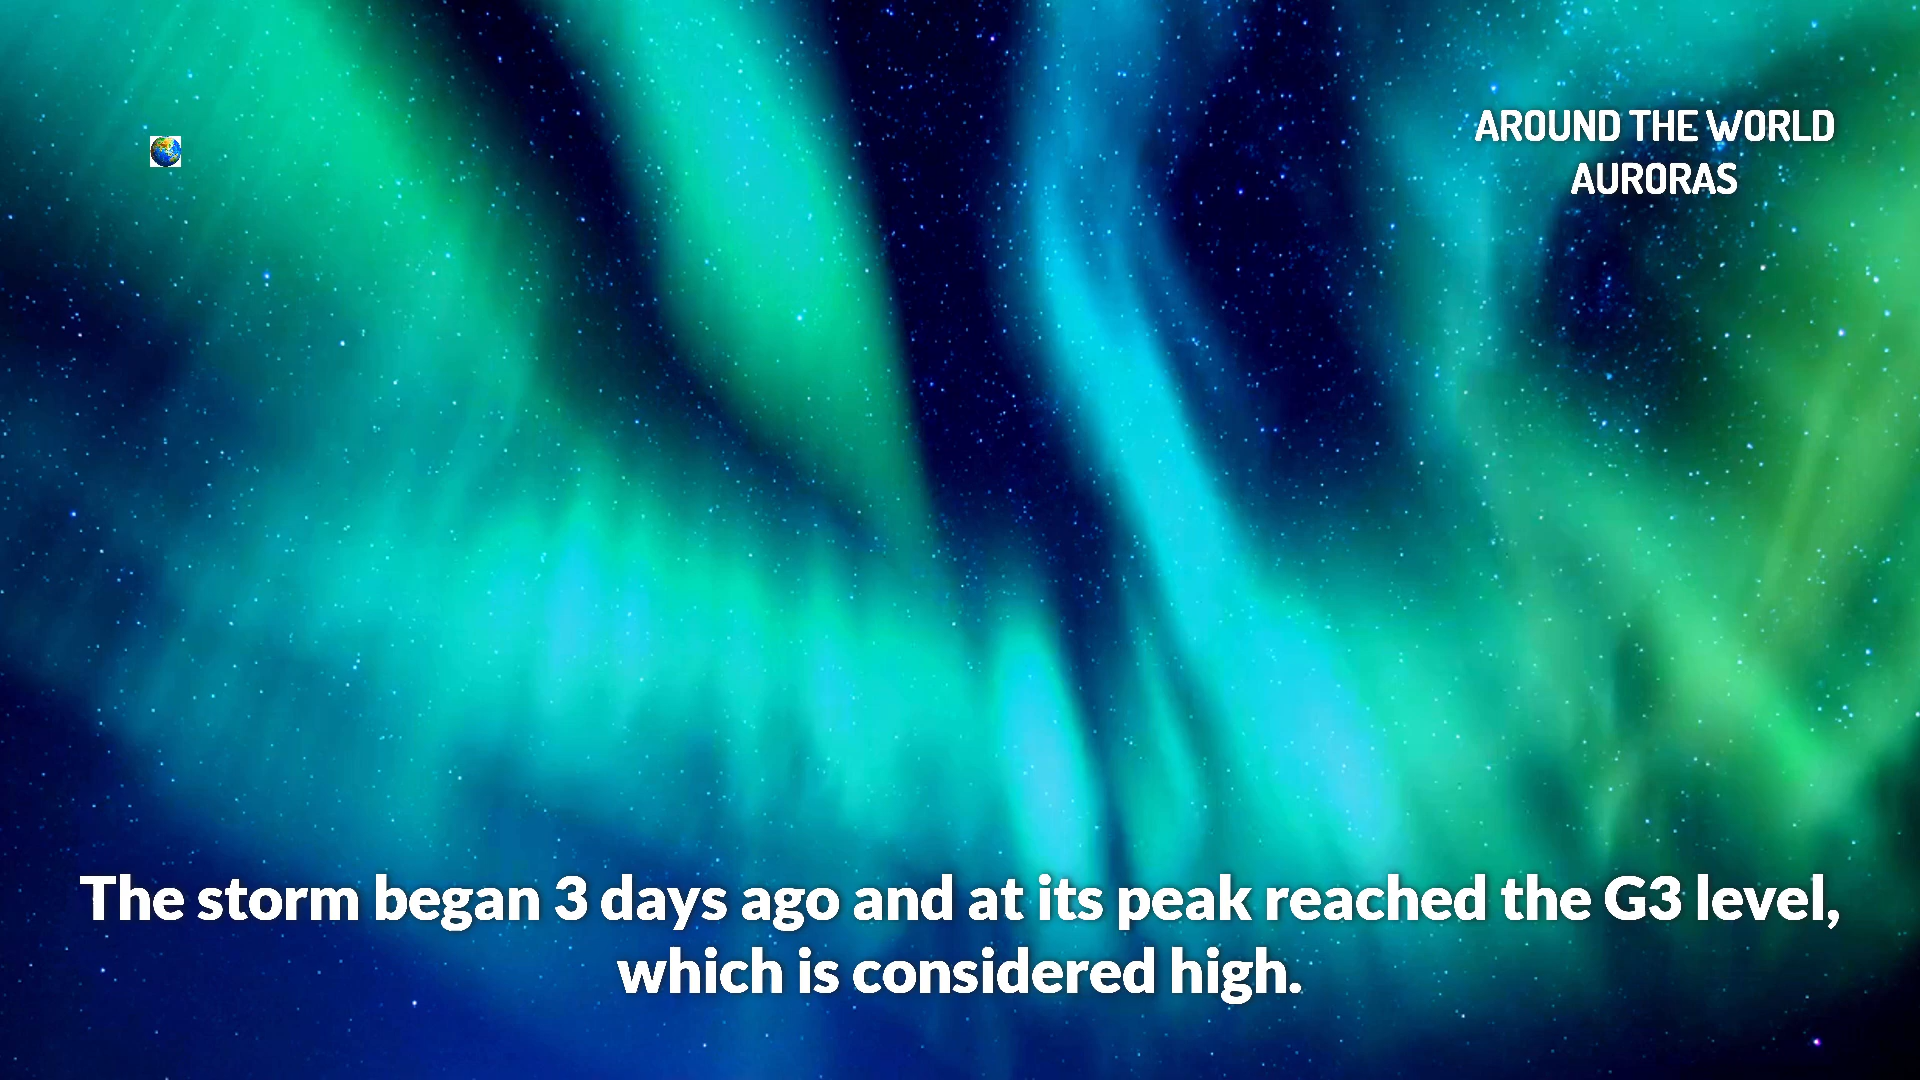 AROUND THE WORLD
AURORAS
The storm began 3 days ago and at its peak reached the G3 level,
which is considered high.